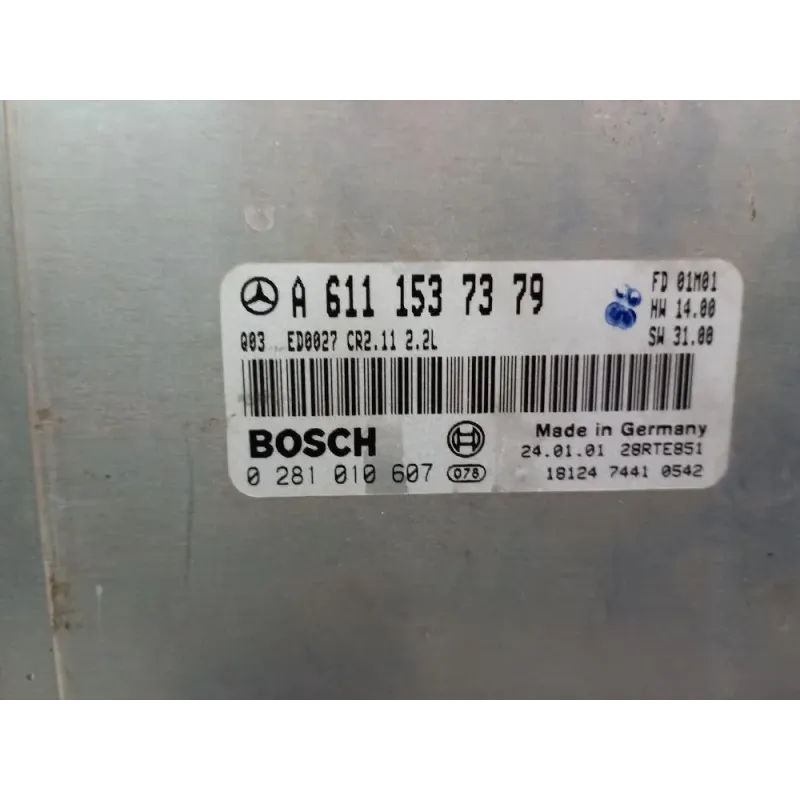 A 611 153 73 79
FD 01M01
HW 14.00
SW 31.00
Q03 ED0027 CR2.11 2.2L
BOSCH
Made in Germany
24.01.01 28RTE851
0 281 010 607 078
18124 7441 0542